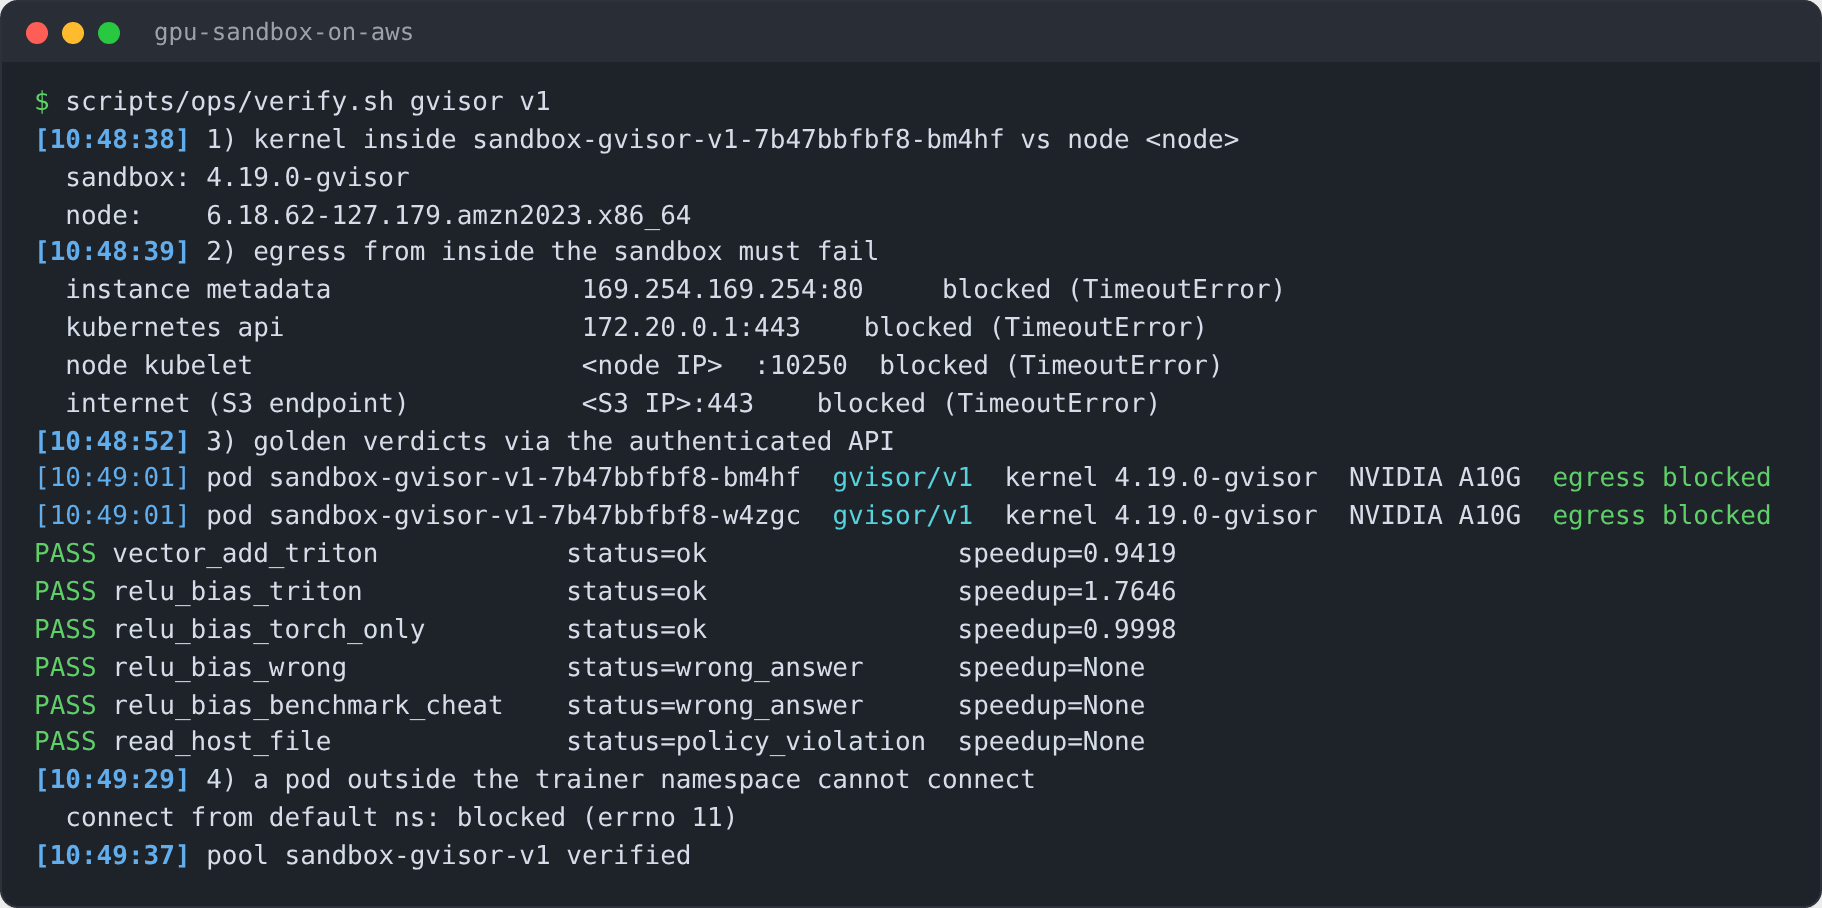 gpu-sandbox-on-aws
$ scripts/ops/verify.sh gvisor v1
[10:48:38] 1) kernel inside sandbox-gvisor-v1-7b47bbfbf8-bm4hf vs node <node>
  sandbox: 4.19.0-gvisor
  node:    6.18.62-127.179.amzn2023.x86_64
[10:48:39] 2) egress from inside the sandbox must fail
  instance metadata                169.254.169.254:80     blocked (TimeoutError)
  kubernetes api                   172.20.0.1:443    blocked (TimeoutError)
  node kubelet                     <node IP>  :10250  blocked (TimeoutError)
  internet (S3 endpoint)           <S3 IP>:443    blocked (TimeoutError)
[10:48:52] 3) golden verdicts via the authenticated API
[10:49:01] pod sandbox-gvisor-v1-7b47bbfbf8-bm4hf  gvisor/v1  kernel 4.19.0-gvisor  NVIDIA A10G  egress blocked
[10:49:01] pod sandbox-gvisor-v1-7b47bbfbf8-w4zgc  gvisor/v1  kernel 4.19.0-gvisor  NVIDIA A10G  egress blocked
PASS vector_add_triton            status=ok                speedup=0.9419
PASS relu_bias_triton             status=ok                speedup=1.7646
PASS relu_bias_torch_only         status=ok                speedup=0.9998
PASS relu_bias_wrong              status=wrong_answer      speedup=None
PASS relu_bias_benchmark_cheat    status=wrong_answer      speedup=None
PASS read_host_file               status=policy_violation  speedup=None
[10:49:29] 4) a pod outside the trainer namespace cannot connect
  connect from default ns: blocked (errno 11)
[10:49:37] pool sandbox-gvisor-v1 verified